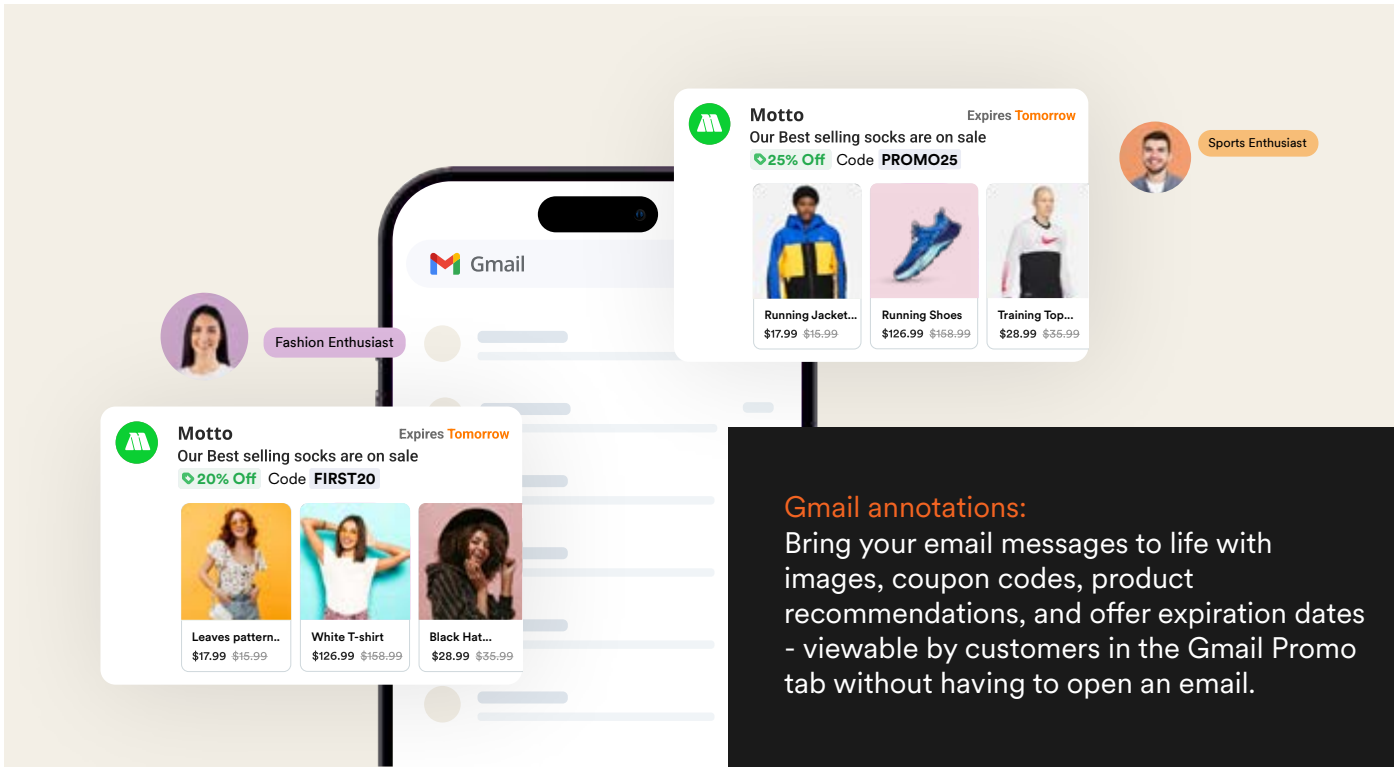 Motto
Expires Tomorrow
Our Best selling socks are on sale
25% Off Code PROMO25
Running Jacket...
$17.99 $15.99
Running Shoes
$126.99 $158.99
Training Top...
$28.99 $35.99
Sports Enthusiast
Gmail
Fashion Enthusiast
Motto
Expires Tomorrow
Our Best selling socks are on sale
20% Off Code FIRST20
Leaves pattern..
$17.99 $15.99
White T-shirt
$126.99 $158.99
Black Hat...
$28.99 $35.99
Gmail annotations:
Bring your email messages to life with
images, coupon codes, product
recommendations, and offer expiration dates
- viewable by customers in the Gmail Promo
tab without having to open an email.